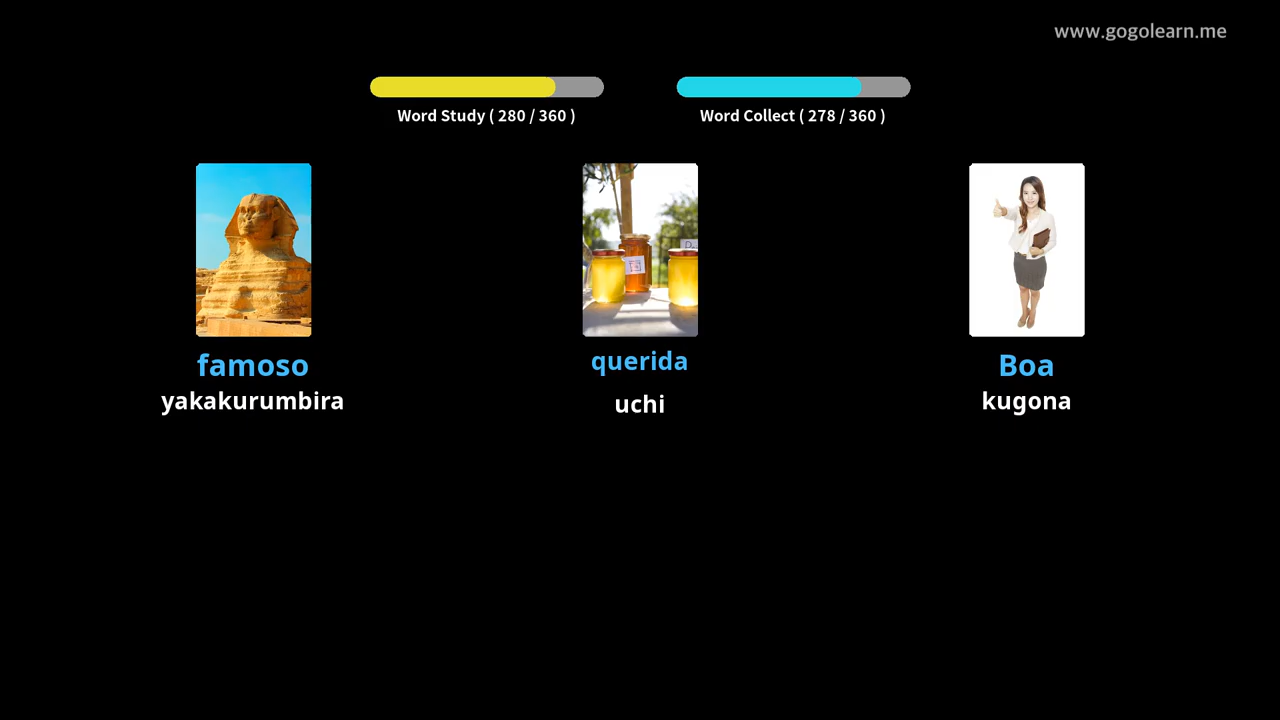 www.gogolearn.me
Word Study ( 280 / 360 )
Word Collect ( 278 / 360 )
famoso
yakakurumbira
querida
uchi
Boa
kugona